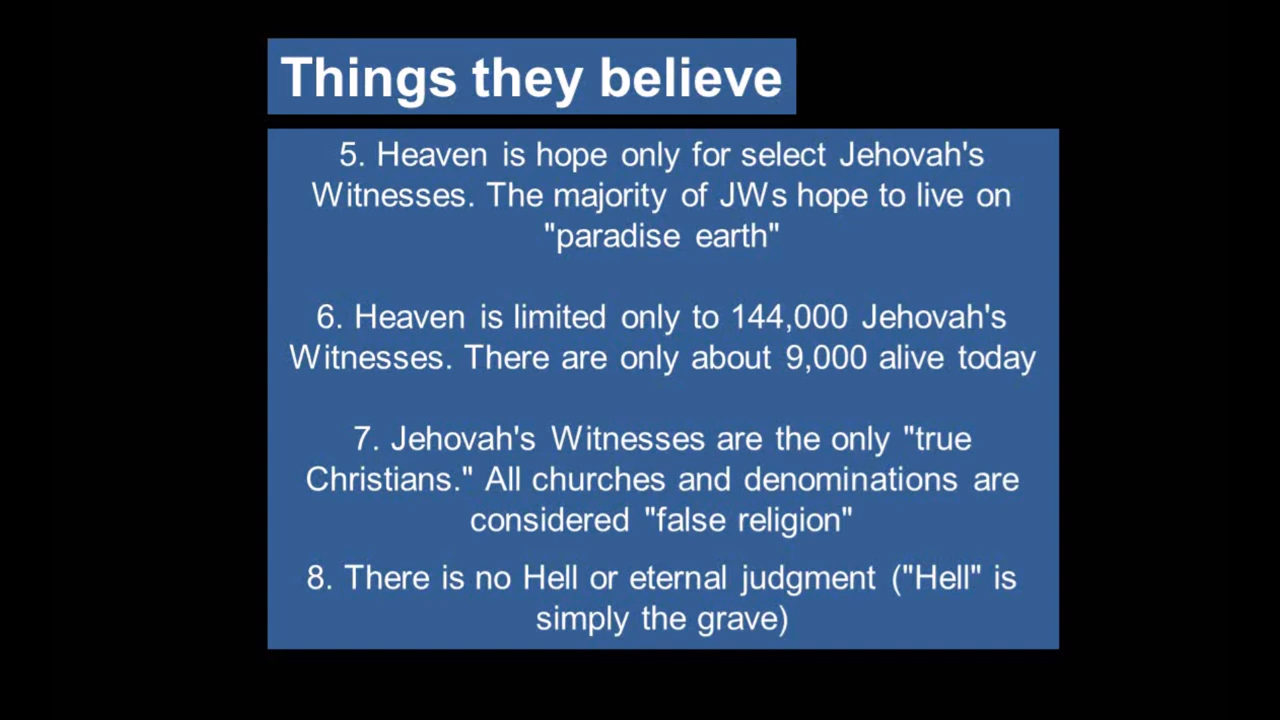 Things they believe
5. Heaven is hope only for select Jehovah's
Witnesses. The majority of JWs hope to live on
"paradise earth"
6. Heaven is limited only to 144,000 Jehovah's
Witnesses. There are only about 9,000 alive today
7. Jehovah's Witnesses are the only "true
Christians." All churches and denominations are
considered "false religion"
8. There is no Hell or eternal judgment ("Hell" is
simply the grave)